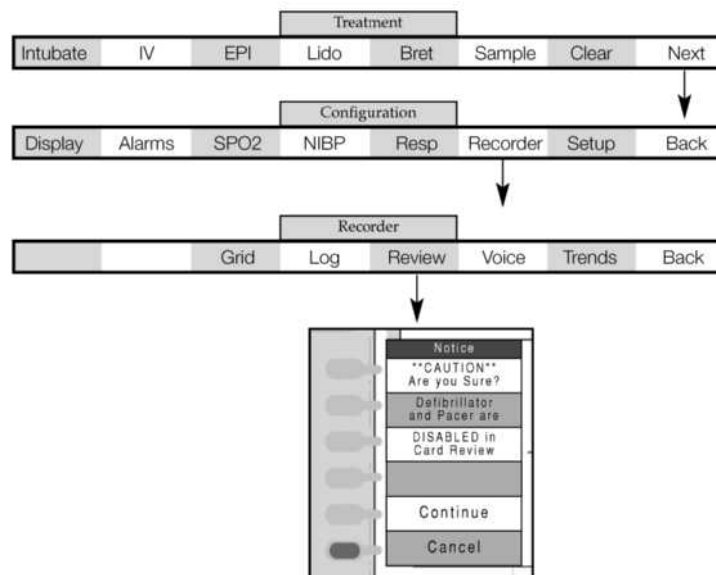 Treatment
Intubate IV EPI Lido Bret Sample Clear Next
Configuration
Display Alarms SPO2 NIBP Resp Recorder Setup Back
Recorder
Grid Log Review Voice Trends Back
Notice
**CAUTION**
Are you Sure?
Defibrillator
and Pacer are
DISABLED in
Card Review
Continue
Cancel